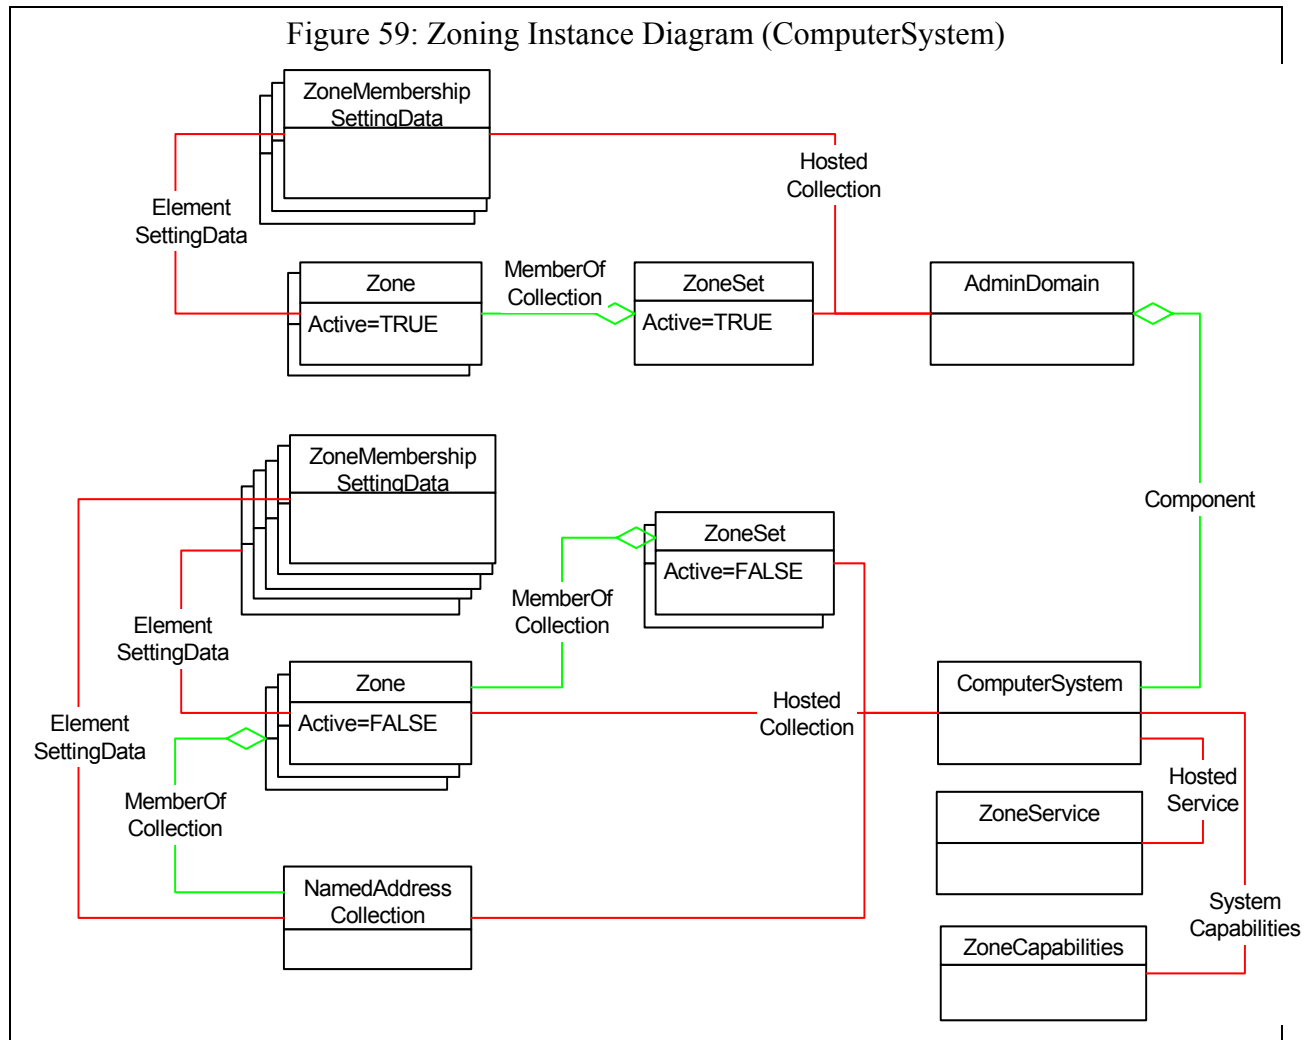 Figure 59: Zoning Instance Diagram (ComputerSystem)
ZoneMembership
SettingData
Hosted
Collection
Element
SettingData
Zone
Active=TRUE
MemberOf
Collection
ZoneSet
Active=TRUE
AdminDomain
ZoneMembership
SettingData
Component
ZoneSet
Active=FALSE
MemberOf
Collection
Element
SettingData
Zone
Active=FALSE
Hosted
Collection
ComputerSystem
Element
SettingData
MemberOf
Collection
Hosted
Service
ZoneService
NamedAddress
Collection
System
Capabilities
ZoneCapabilities